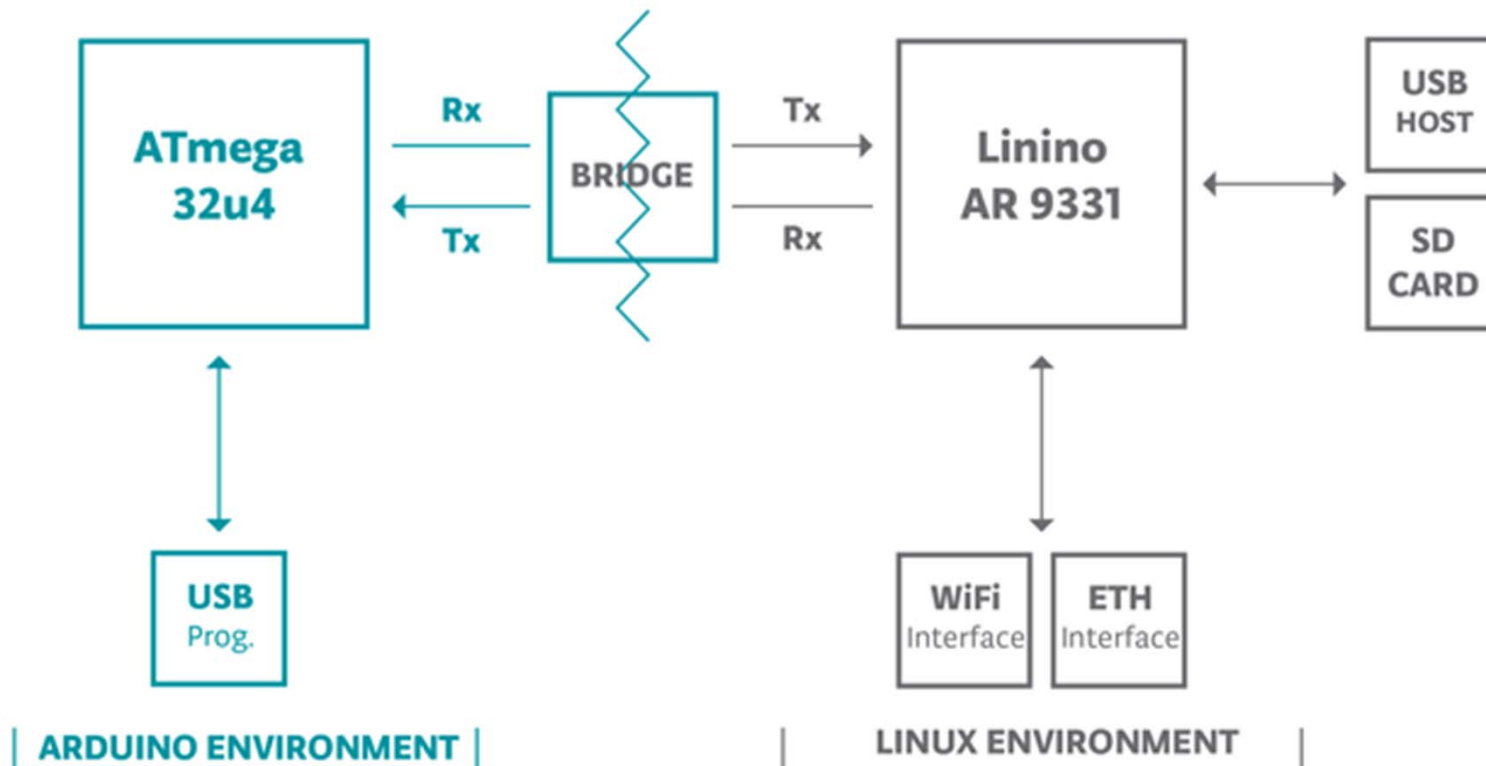 ATmega
32u4
Rx
Tx
BRIDGE
Tx
Rx
Linino
AR 9331
USB
HOST
SD
CARD
USB
Prog.
WiFi
Interface
ETH
Interface
ARDUINO ENVIRONMENT
LINUX ENVIRONMENT